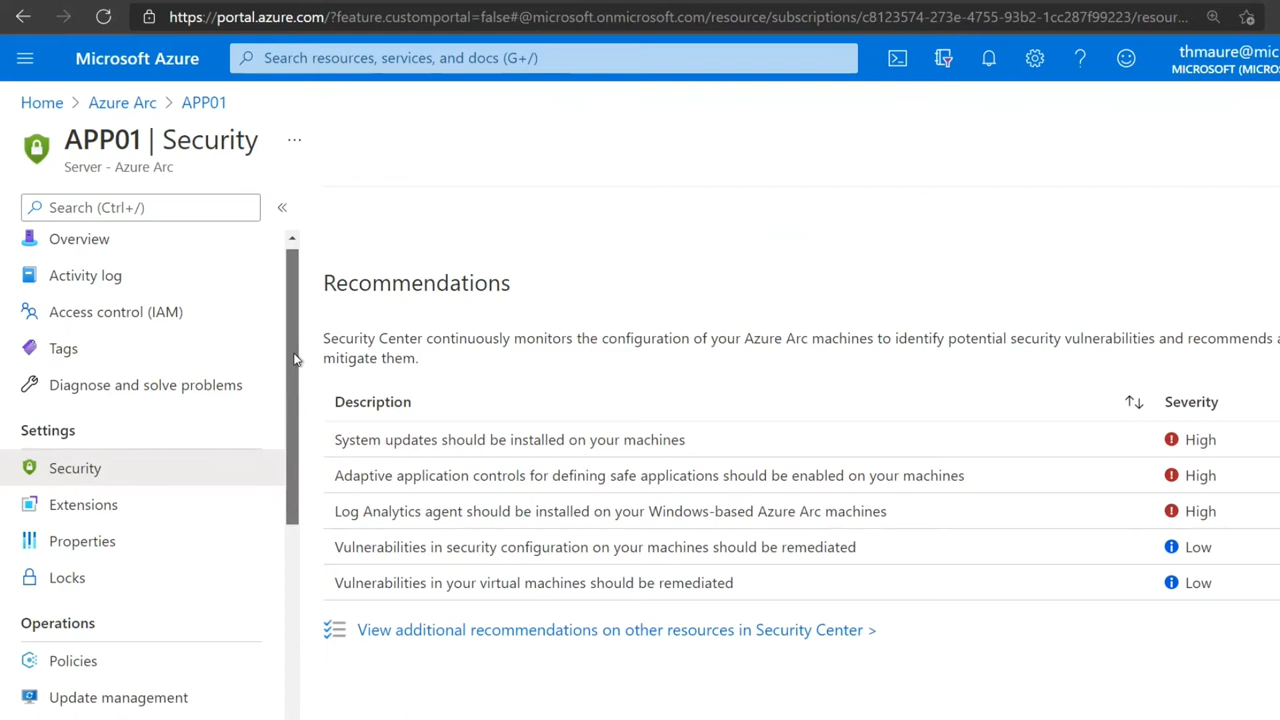 https://portal.azure.com/?feature.customportal=false#@microsoft.onmicrosoft.com/resource/subscriptions/c8123574-273e-4755-93b2-1cc287f99223/resour...
Microsoft Azure
Search resources, services, and docs (G+/)
thmaure@mic
MICROSOFT (MICRO
Home > Azure Arc > APP01
APP01 | Security
...
Server - Azure Arc
Search (Ctrl+/)
«
Overview
Activity log
Access control (IAM)
Tags
Diagnose and solve problems
Settings
Security
Extensions
Properties
Locks
Operations
Policies
Update management
Recommendations
Security Center continuously monitors the configuration of your Azure Arc machines to identify potential security vulnerabilities and recommends a
mitigate them.
Description ↑↓ Severity
System updates should be installed on your machines High
Adaptive application controls for defining safe applications should be enabled on your machines High
Log Analytics agent should be installed on your Windows-based Azure Arc machines High
Vulnerabilities in security configuration on your machines should be remediated Low
Vulnerabilities in your virtual machines should be remediated Low
View additional recommendations on other resources in Security Center >